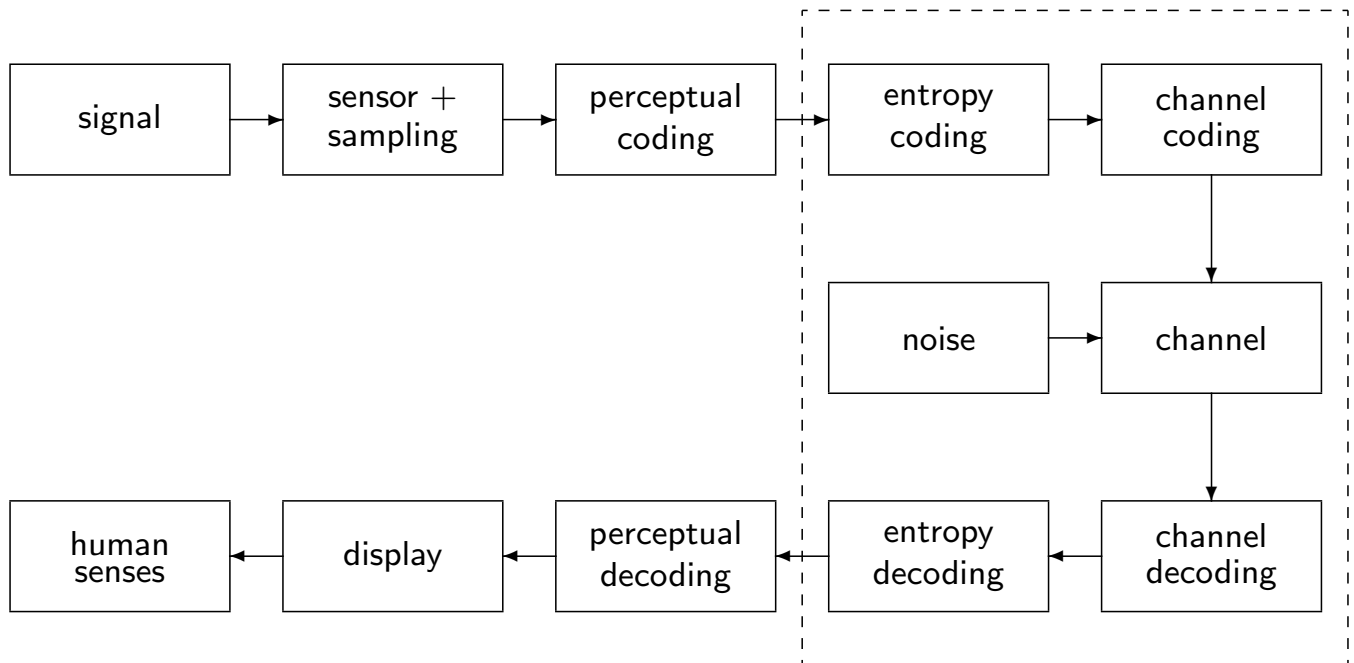 signal
sensor +
sampling
perceptual
coding
entropy
coding
channel
coding
noise
channel
human
senses
display
perceptual
decoding
entropy
decoding
channel
decoding